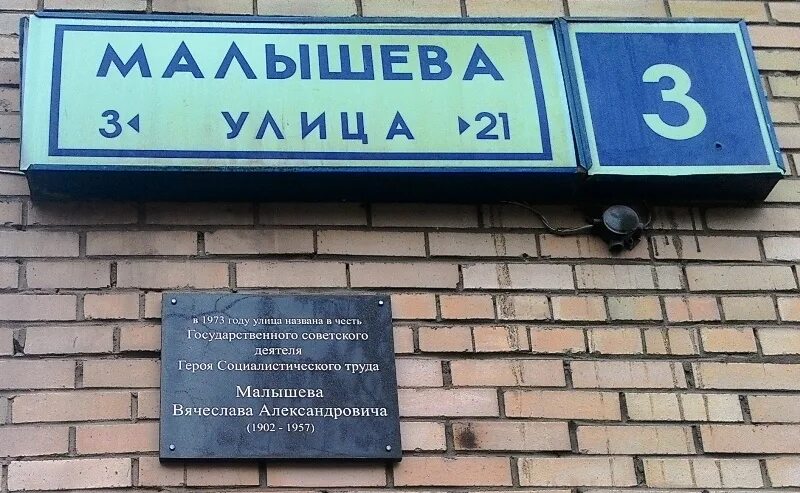 МАЛЫШЕВА
3◂ УЛИЦА ▸21
3
в 1973 году улица названа в честь
Государственного советского
деятеля
Героя Социалистического труда
Малышева
Вячеслава Александровича
(1902 - 1957)